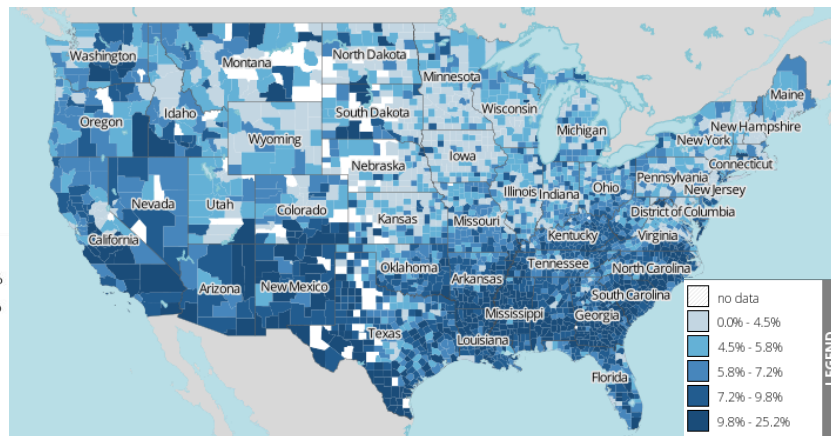 Washington
Montana
North Dakota
Minnesota
Maine
Oregon
Idaho
South Dakota
Wisconsin
Michigan
New Hampshire
New York
Wyoming
Nebraska
Iowa
Connecticut
Pennsylvania
New Jersey
Nevada
Utah
Colorado
Kansas
Illinois
Indiana
Ohio
District of Columbia
California
Missouri
Kentucky
Virginia
Arizona
New Mexico
Oklahoma
Arkansas
Tennessee
North Carolina
South Carolina
Texas
Mississippi
Georgia
Louisiana
Florida
no data
0.0% - 4.5%
4.5% - 5.8%
5.8% - 7.2%
7.2% - 9.8%
9.8% - 25.2%
LEGEND